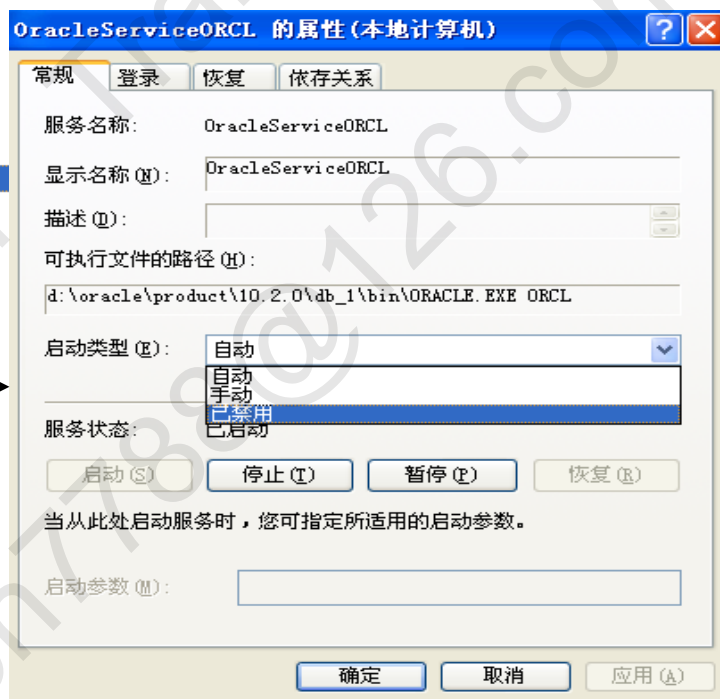 OracleServiceORCL 的属性(本地计算机)
常规 登录 恢复 依存关系
服务名称: OracleServiceORCL
显示名称(N): OracleServiceORCL
描述(D):
可执行文件的路径(H):
d:\oracle\product\10.2.0\db_1\bin\ORACLE.EXE ORCL
启动类型(E): 自动
自动
手动
已禁用
服务状态: 已启动
启动(S) 停止(T) 暂停(P) 恢复(R)
当从此处启动服务时，您可指定所适用的启动参数。
启动参数(M):
确定 取消 应用(A)